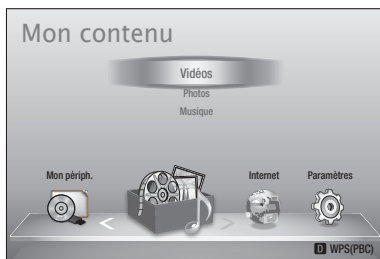 Mon contenu
Vidéos
Photos
Musique
Mon périph.
Internet
Paramètres
D WPS(PBC)